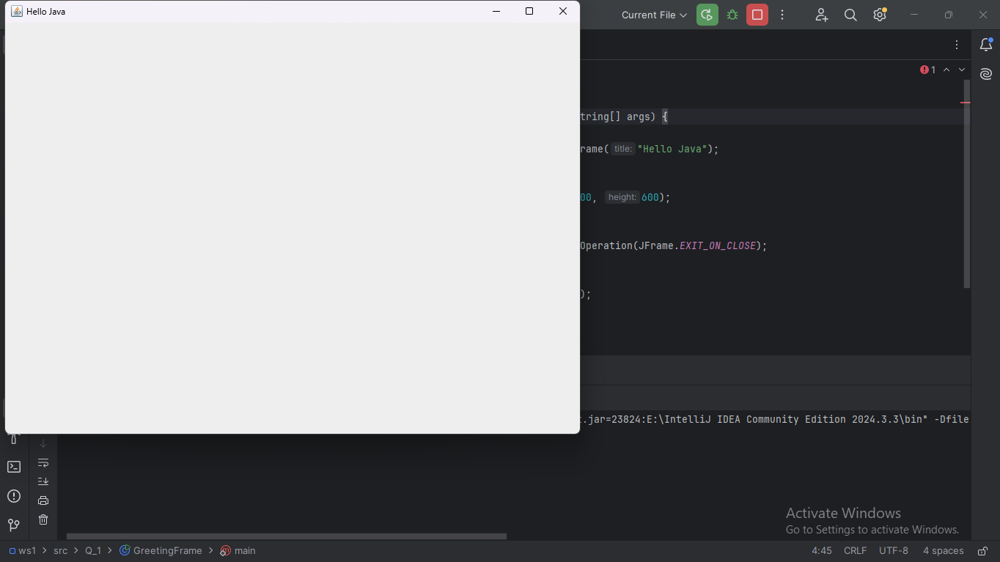 Hello Java
Current File
1
tring[] args) {
rame( title: "Hello Java");
00, height: 600);
Operation(JFrame.EXIT_ON_CLOSE);
);
.jar=23824:E:\IntelliJ IDEA Community Edition 2024.3.3\bin" -Dfile
Activate Windows
Go to Settings to activate Windows.
ws1 > src > Q_1 > GreetingFrame > main
4:45 CRLF UTF-8 4 spaces